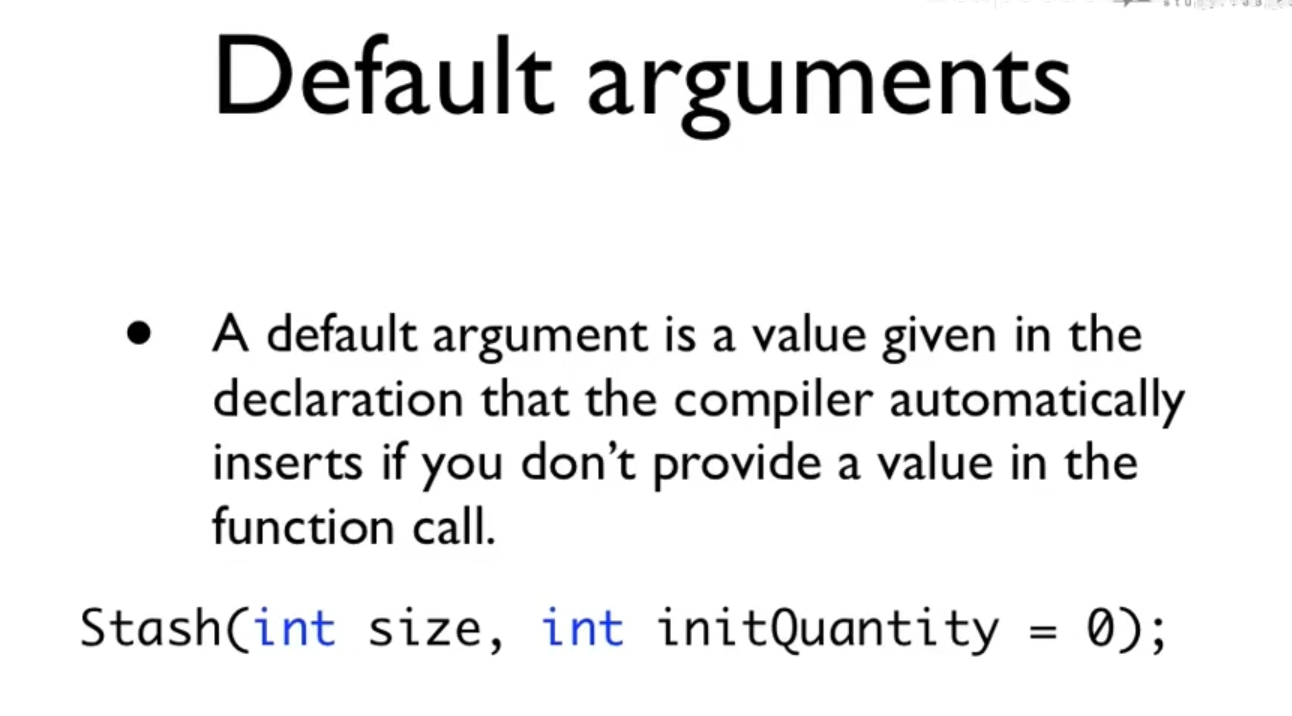 Default arguments
• A default argument is a value given in the
declaration that the compiler automatically
inserts if you don’t provide a value in the
function call.
Stash(int size, int initQuantity = 0);